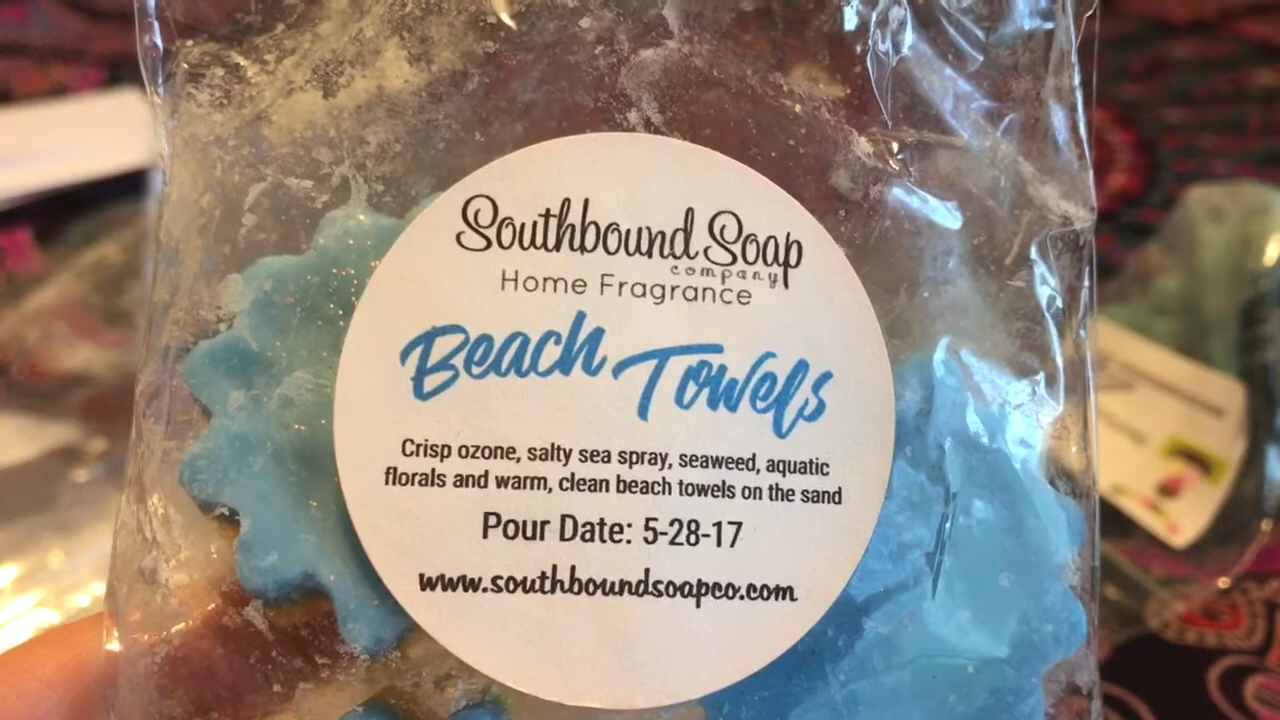 Southbound Soap
company
Home Fragrance
Beach Towels
Crisp ozone, salty sea spray, seaweed, aquatic
florals and warm, clean beach towels on the sand
Pour Date: 5-28-17
www.southboundsoapco.com